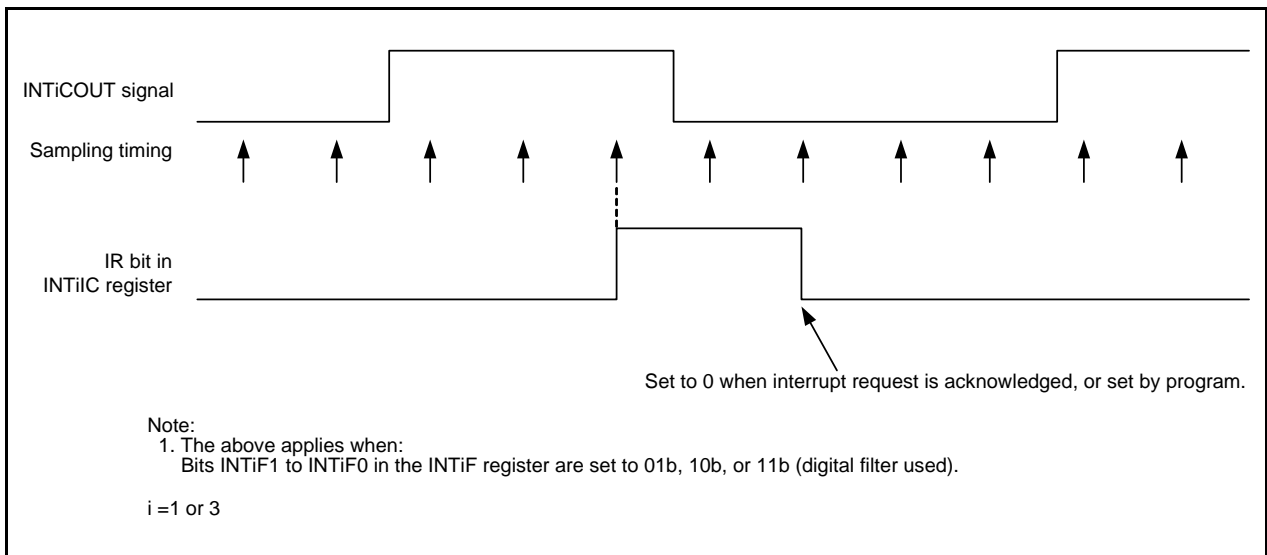 INTiCOUT signal
Sampling timing
IR bit in
INTiIC register
Set to 0 when interrupt request is acknowledged, or set by program.
Note:
1. The above applies when:
Bits INTiF1 to INTiF0 in the INTiF register are set to 01b, 10b, or 11b (digital filter used).
i =1 or 3